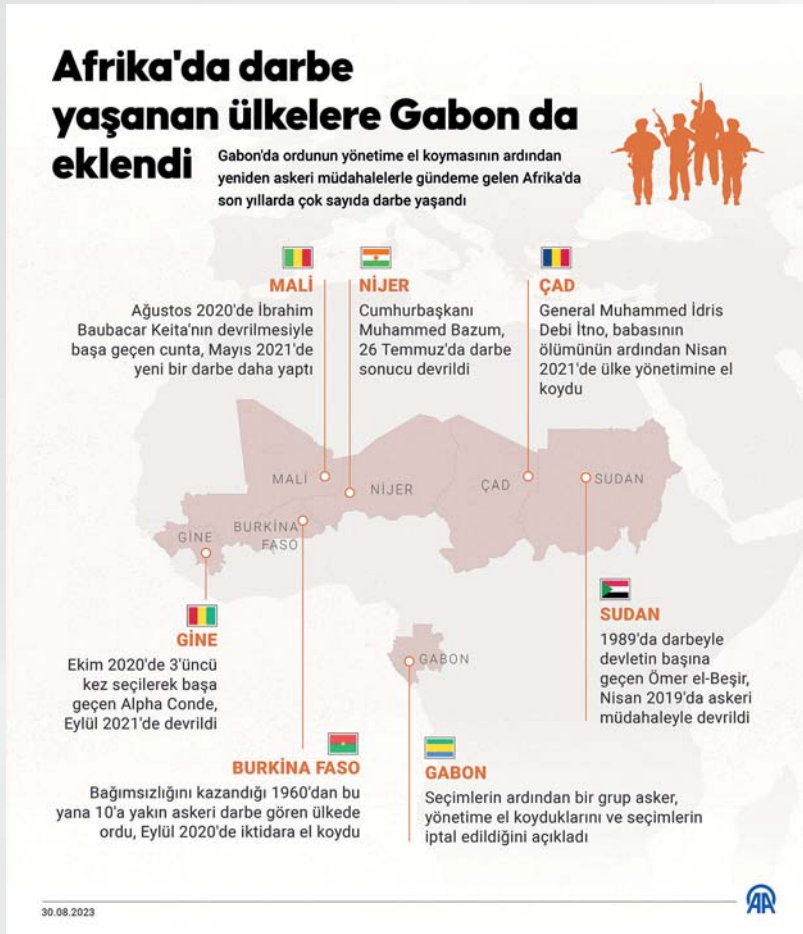 Afrika'da darbe
yaşanan ülkelere Gabon da
eklendi
Gabon'da ordunun yönetime el koymasının ardından
yeniden askeri müdahalelerle gündeme gelen Afrika'da
son yıllarda çok sayıda darbe yaşandı
MALİ
Ağustos 2020'de İbrahim
Baubacar Keita'nın devrilmesiyle
başa geçen cunta, Mayıs 2021'de
yeni bir darbe daha yaptı
NİJER
Cumhurbaşkanı
Muhammed Bazum,
26 Temmuz'da darbe
sonucu devrildi
ÇAD
General Muhammed İdris
Debi İtno, babasının
ölümünün ardından Nisan
2021'de ülke yönetimine el
koydu
MALİ
NİJER
ÇAD
SUDAN
BURKİNA
FASO
GİNE
GABON
GİNE
Ekim 2020'de 3'üncü
kez seçilerek başa
geçen Alpha Conde,
Eylül 2021'de devrildi
SUDAN
1989'da darbeyle
devletin başına
geçen Ömer el-Beşir,
Nisan 2019'da askeri
müdahaleyle devrildi
BURKİNA FASO
Bağımsızlığını kazandığı 1960'dan bu
yana 10'a yakın askeri darbe gören ülkede
ordu, Eylül 2020'de iktidara el koydu
GABON
Seçimlerin ardından bir grup asker,
yönetime el koyduklarını ve seçimlerin
iptal edildiğini açıkladı
30.08.2023
AA